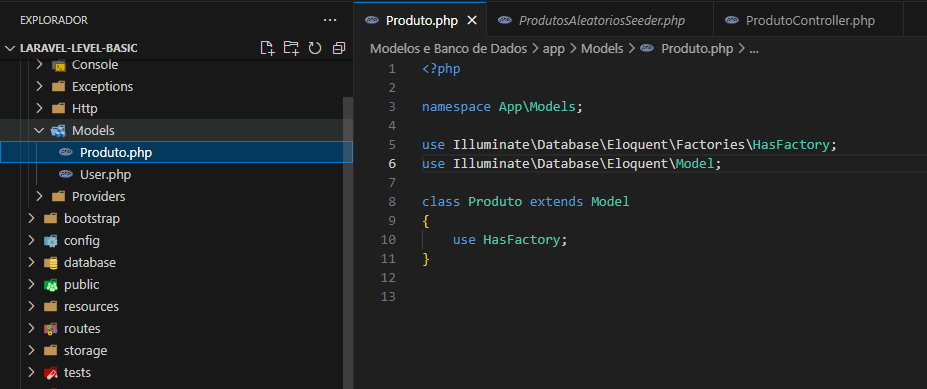 EXPLORADOR
LARAVEL-LEVEL-BASIC
Console
Exceptions
Http
Models
Produto.php
User.php
Providers
bootstrap
config
database
public
resources
routes
storage
tests
Produto.php
ProdutosAleatoriosSeeder.php
ProdutoController.php
Modelos e Banco de Dados > app > Models > Produto.php > ...
1 <?php
2
3 namespace App\Models;
4
5 use Illuminate\Database\Eloquent\Factories\HasFactory;
6 use Illuminate\Database\Eloquent\Model;
7
8 class Produto extends Model
9 {
10 use HasFactory;
11 }
12
13